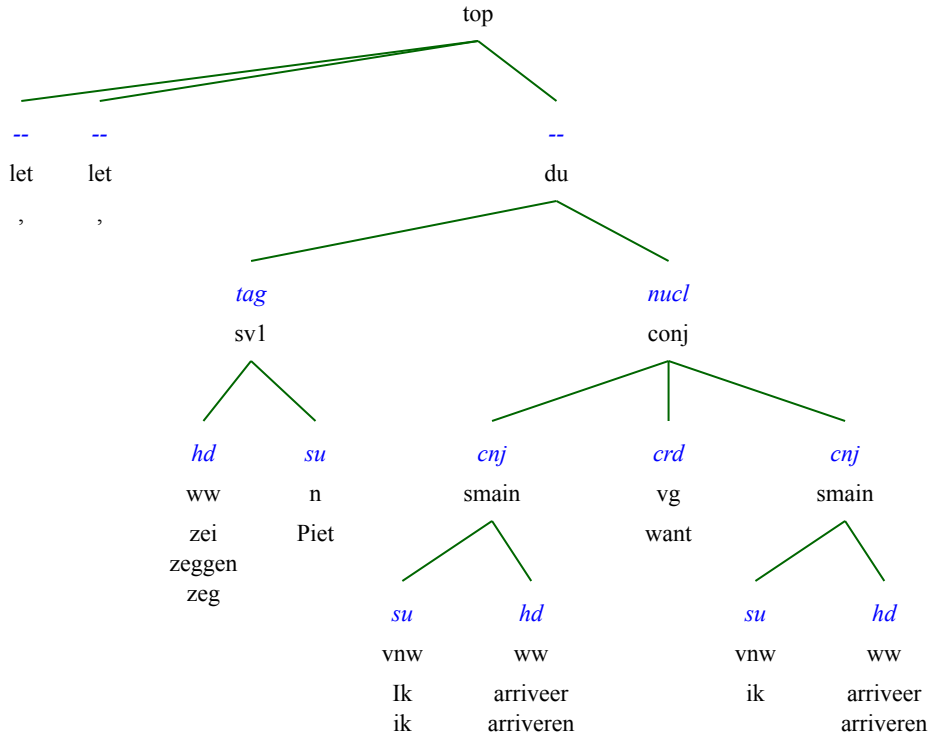 top
-- -- --
let let du
, ,
tag nucl
sv1 conj
hd su cnj crd cnj
ww n smain vg smain
zei Piet want
zeggen
zeg
su hd su hd
vnw ww vnw ww
Ik arriveer ik arriveer
ik arriveren arriveren